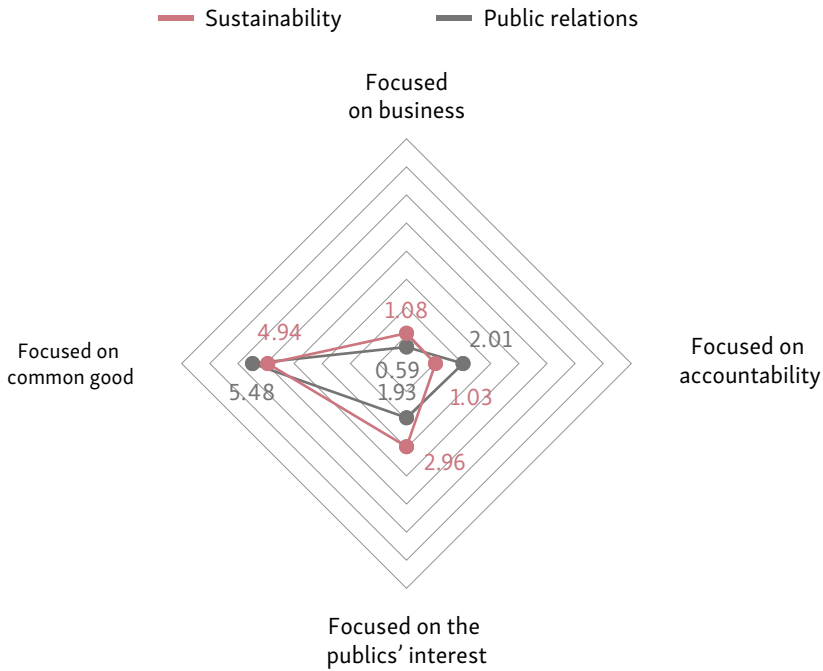 Sustainability
Public relations
Focused
on business
1.08
4.94
2.01
Focused on
common good
Focused on
accountability
0.59
5.48
1.93
1.03
2.96
Focused on the
publics’ interest